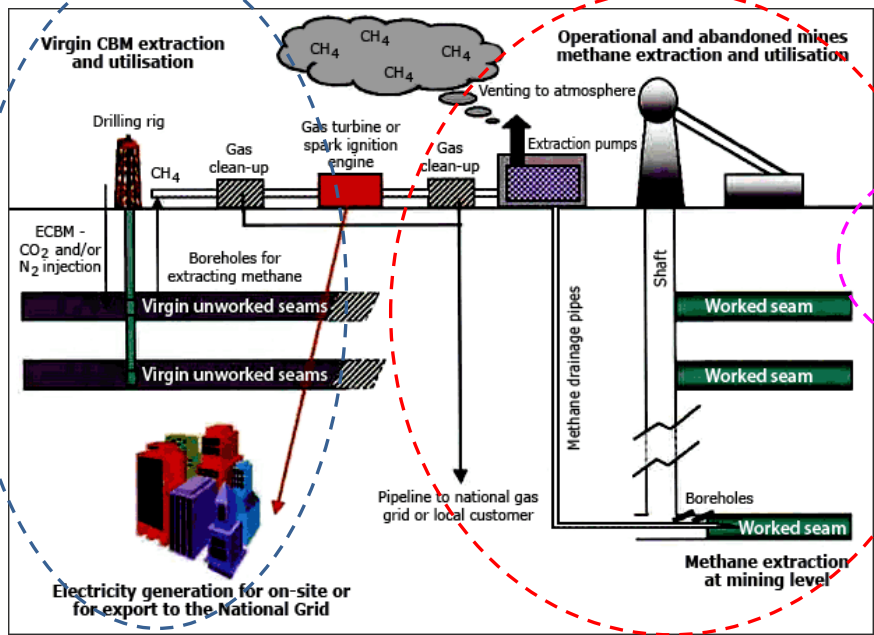 Virgin CBM extraction
and utilisation
CH4
CH4
CH4
CH4
Operational and abandoned mines
methane extraction and utilisation
Venting to atmosphere
Drilling rig
CH4
Gas
clean-up
Gas turbine or
spark ignition
engine
Gas
clean-up
Extraction pumps
ECBM -
CO2 and/or
N2 injection
Boreholes for
extracting methane
Virgin unworked seams
Virgin unworked seams
Methane drainage pipes
Shaft
Worked seam
Worked seam
Pipeline to national gas
grid or local customer
Boreholes
Worked seam
Methane extraction
at mining level
Electricity generation for on-site or
for export to the National Grid